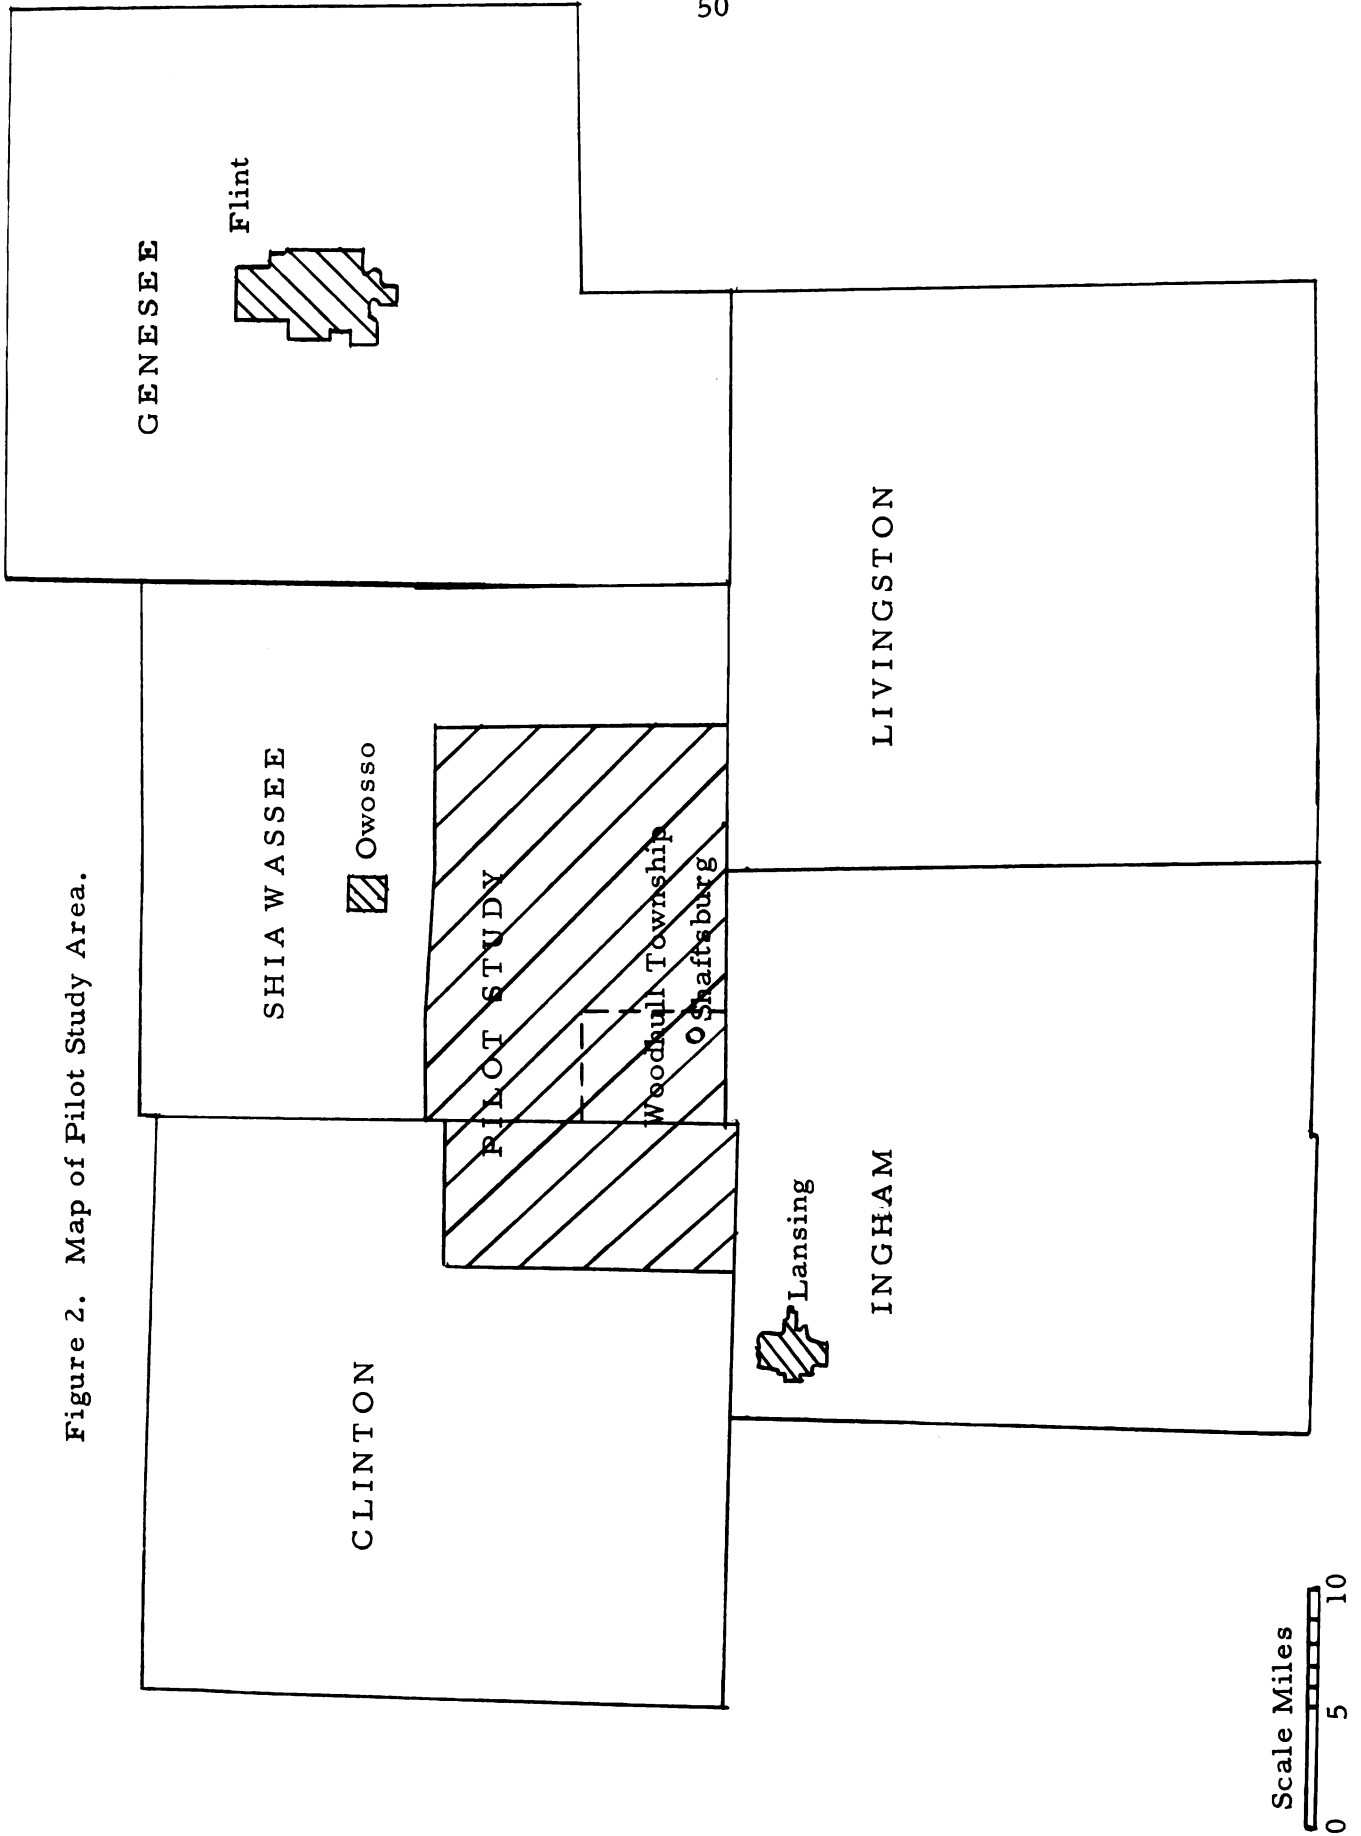 50
Figure 2. Map of Pilot Study Area.
GENESEE
Flint
SHIAWASSEE
Owosso
CLINTON
PILOT STUDY
Woodhull Township
Shaftsburg
Lansing
INGHAM
LIVINGSTON
Scale Miles
0 5 10